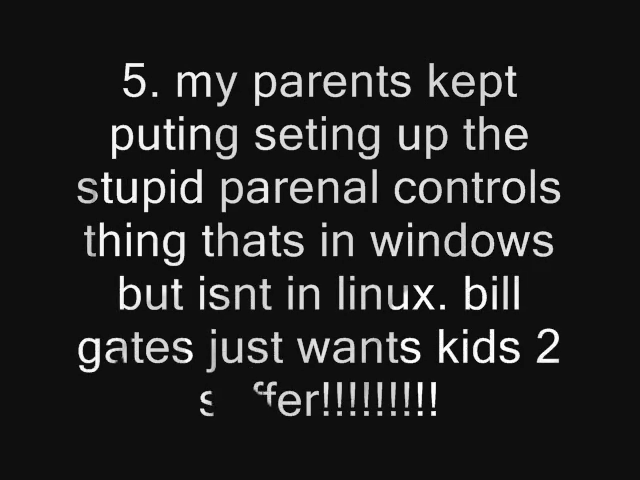 5. my parents kept
puting seting up the
stupid parenal controls
thing thats in windows
but isnt in linux. bill
gates just wants kids 2
suffer!!!!!!!!!